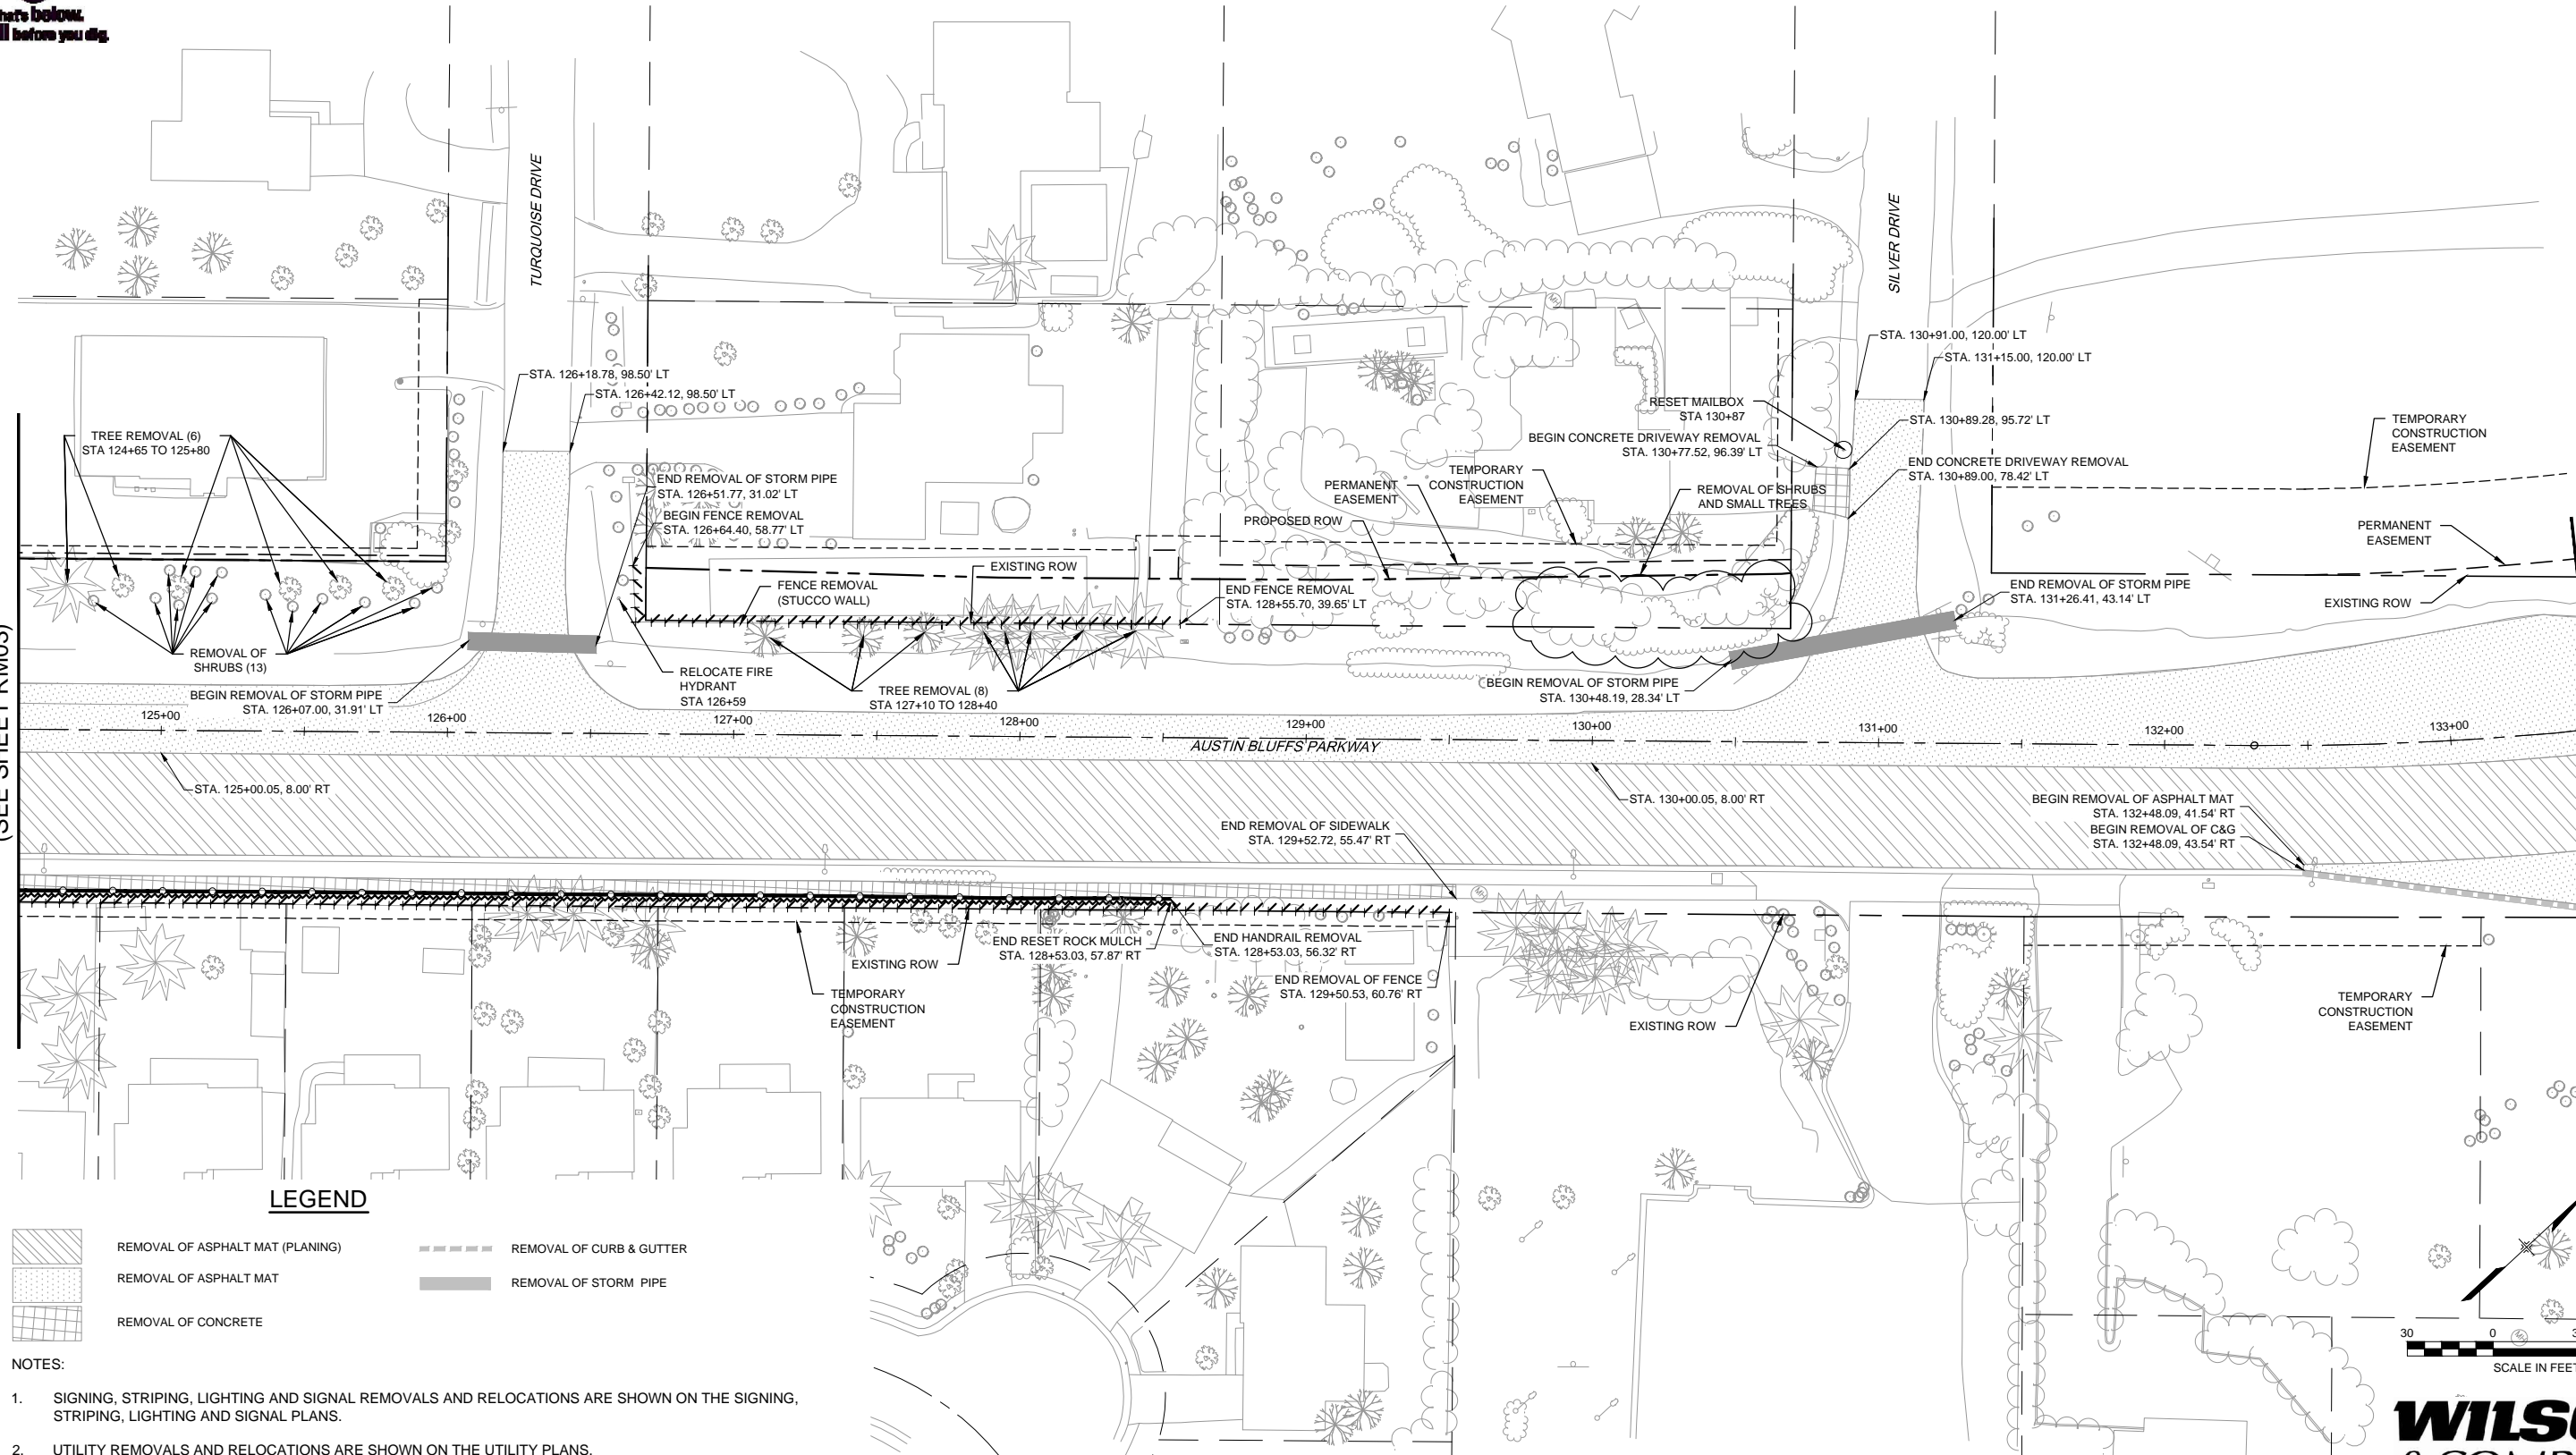 hat's below.
before you dig.
TURQUOISE DRIVE
SILVER DRIVE
STA. 126+18.78, 98.50' LT
STA. 126+42.12, 98.50' LT
STA. 130+91.00, 120.00' LT
STA. 131+15.00, 120.00' LT
RESET MAILBOX
STA 130+87
STA. 130+89.28, 95.72' LT
BEGIN CONCRETE DRIVEWAY REMOVAL
STA. 130+77.52, 96.39' LT
END CONCRETE DRIVEWAY REMOVAL
STA. 130+89.00, 78.42' LT
TEMPORARY
CONSTRUCTION
EASEMENT
TREE REMOVAL (6)
STA 124+65 TO 125+80
END REMOVAL OF STORM PIPE
STA. 126+51.77, 31.02' LT
BEGIN FENCE REMOVAL
STA. 126+64.40, 58.77' LT
TEMPORARY
CONSTRUCTION
EASEMENT
PERMANENT
EASEMENT
REMOVAL OF SHRUBS
AND SMALL TREES
PROPOSED ROW
PERMANENT
EASEMENT
EXISTING ROW
FENCE REMOVAL
(STUCCO WALL)
END FENCE REMOVAL
STA. 128+55.70, 39.65' LT
END REMOVAL OF STORM PIPE
STA. 131+26.41, 43.14' LT
EXISTING ROW
(SEE SHEET RM03)
REMOVAL OF
SHRUBS (13)
RELOCATE FIRE
HYDRANT
STA 126+59
TREE REMOVAL (8)
STA 127+10 TO 128+40
BEGIN REMOVAL OF STORM PIPE
STA. 126+07.00, 31.91' LT
BEGIN REMOVAL OF STORM PIPE
STA. 130+48.19, 28.34' LT
125+00
126+00
127+00
128+00
129+00
130+00
131+00
132+00
133+00
AUSTIN BLUFFS PARKWAY
STA. 125+00.05, 8.00' RT
STA. 130+00.05, 8.00' RT
BEGIN REMOVAL OF ASPHALT MAT
STA. 132+48.09, 41.54' RT
BEGIN REMOVAL OF C&G
STA. 132+48.09, 43.54' RT
END REMOVAL OF SIDEWALK
STA. 129+52.72, 55.47' RT
END RESET ROCK MULCH
STA. 128+53.03, 57.87' RT
END HANDRAIL REMOVAL
STA. 128+53.03, 56.32' RT
EXISTING ROW
END REMOVAL OF FENCE
STA. 129+50.53, 60.76' RT
TEMPORARY
CONSTRUCTION
EASEMENT
EXISTING ROW
TEMPORARY
CONSTRUCTION
EASEMENT
LEGEND
REMOVAL OF ASPHALT MAT (PLANING)
REMOVAL OF ASPHALT MAT
REMOVAL OF CONCRETE
REMOVAL OF CURB & GUTTER
REMOVAL OF STORM PIPE
NOTES:
1. SIGNING, STRIPING, LIGHTING AND SIGNAL REMOVALS AND RELOCATIONS ARE SHOWN ON THE SIGNING,
STRIPING, LIGHTING AND SIGNAL PLANS.
2. UTILITY REMOVALS AND RELOCATIONS ARE SHOWN ON THE UTILITY PLANS.
30 0
SCALE IN FEET
WILS